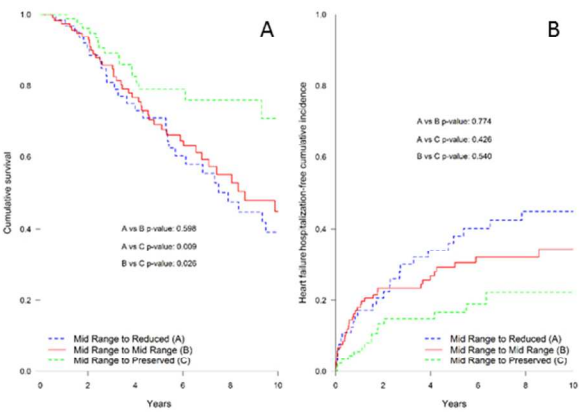 A
Cumulative survival
1.0
0.8
0.6
0.4
0.2
0.0
A vs B p-value: 0.598
A vs C p-value: 0.009
B vs C p-value: 0.026
Mid Range to Reduced (A)
Mid Range to Mid Range (B)
Mid Range to Preserved (C)
0 2 4 6 8 10
Years
B
Heart failure hospitalization-free cumulative incidence
1.0
0.8
0.6
0.4
0.2
0.0
A vs B p-value: 0.774
A vs C p-value: 0.426
B vs C p-value: 0.540
Mid Range to Reduced (A)
Mid Range to Mid Range (B)
Mid Range to Preserved (C)
0 2 4 6 8 10
Years